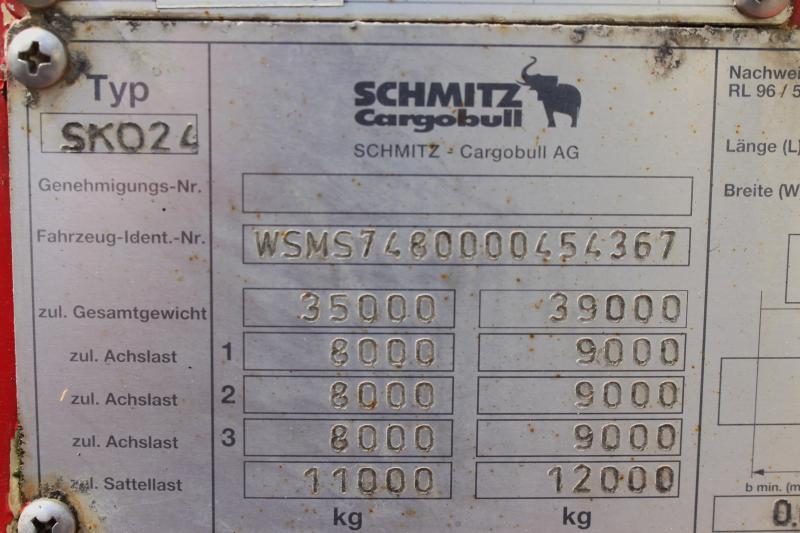 Typ
SKO24
SCHMITZ
Cargobull
SCHMITZ - Cargobull AG
Genehmigungs-Nr.
Fahrzeug-Ident.-Nr. WSMS7480000454367
zul. Gesamtgewicht 35000 39000
zul. Achslast 1 8000 9000
zul. Achslast 2 8000 9000
zul. Achslast 3 8000 9000
zul. Sattellast 11000 12000
kg kg
RL 96 / 5
Länge (L)
Breite (W
b min. (m